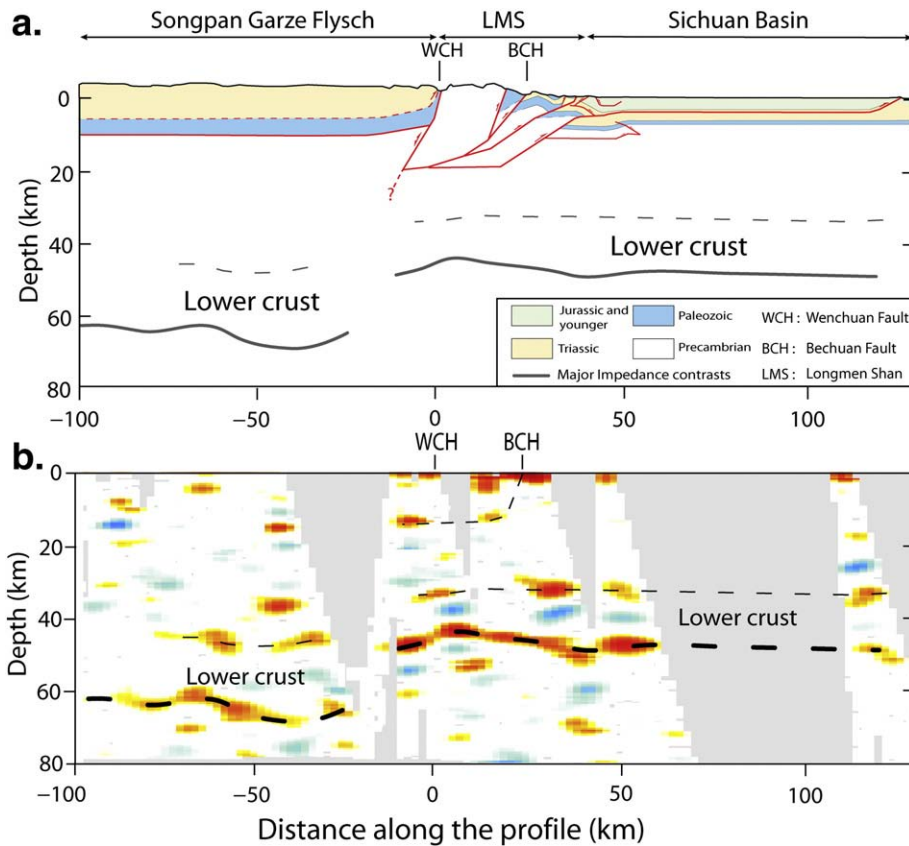 a.
Songpan Garze Flysch LMS Sichuan Basin
WCH BCH
0
20
40
60
80
Depth (km)
?
Lower crust
Lower crust
Jurassic and younger
Paleozoic
WCH : Wenchuan Fault
Triassic
Precambrian
BCH : Bechuan Fault
Major Impedance contrasts
LMS : Longmen Shan
−100 −50 0 50 100
b.
WCH BCH
0
20
40
60
80
Depth (km)
Lower crust
Lower crust
−100 −50 0 50 100
Distance along the profile (km)